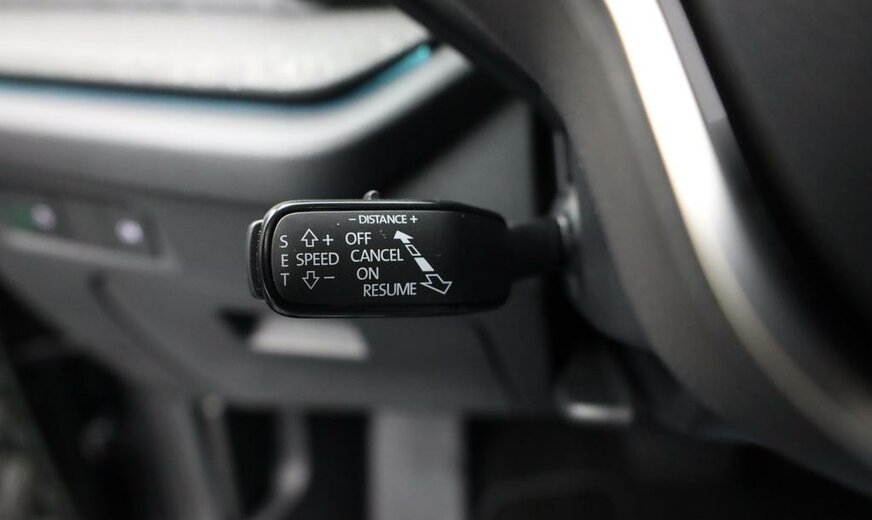 - DISTANCE +
S + OFF
E SPEED CANCEL
T - ON
RESUME